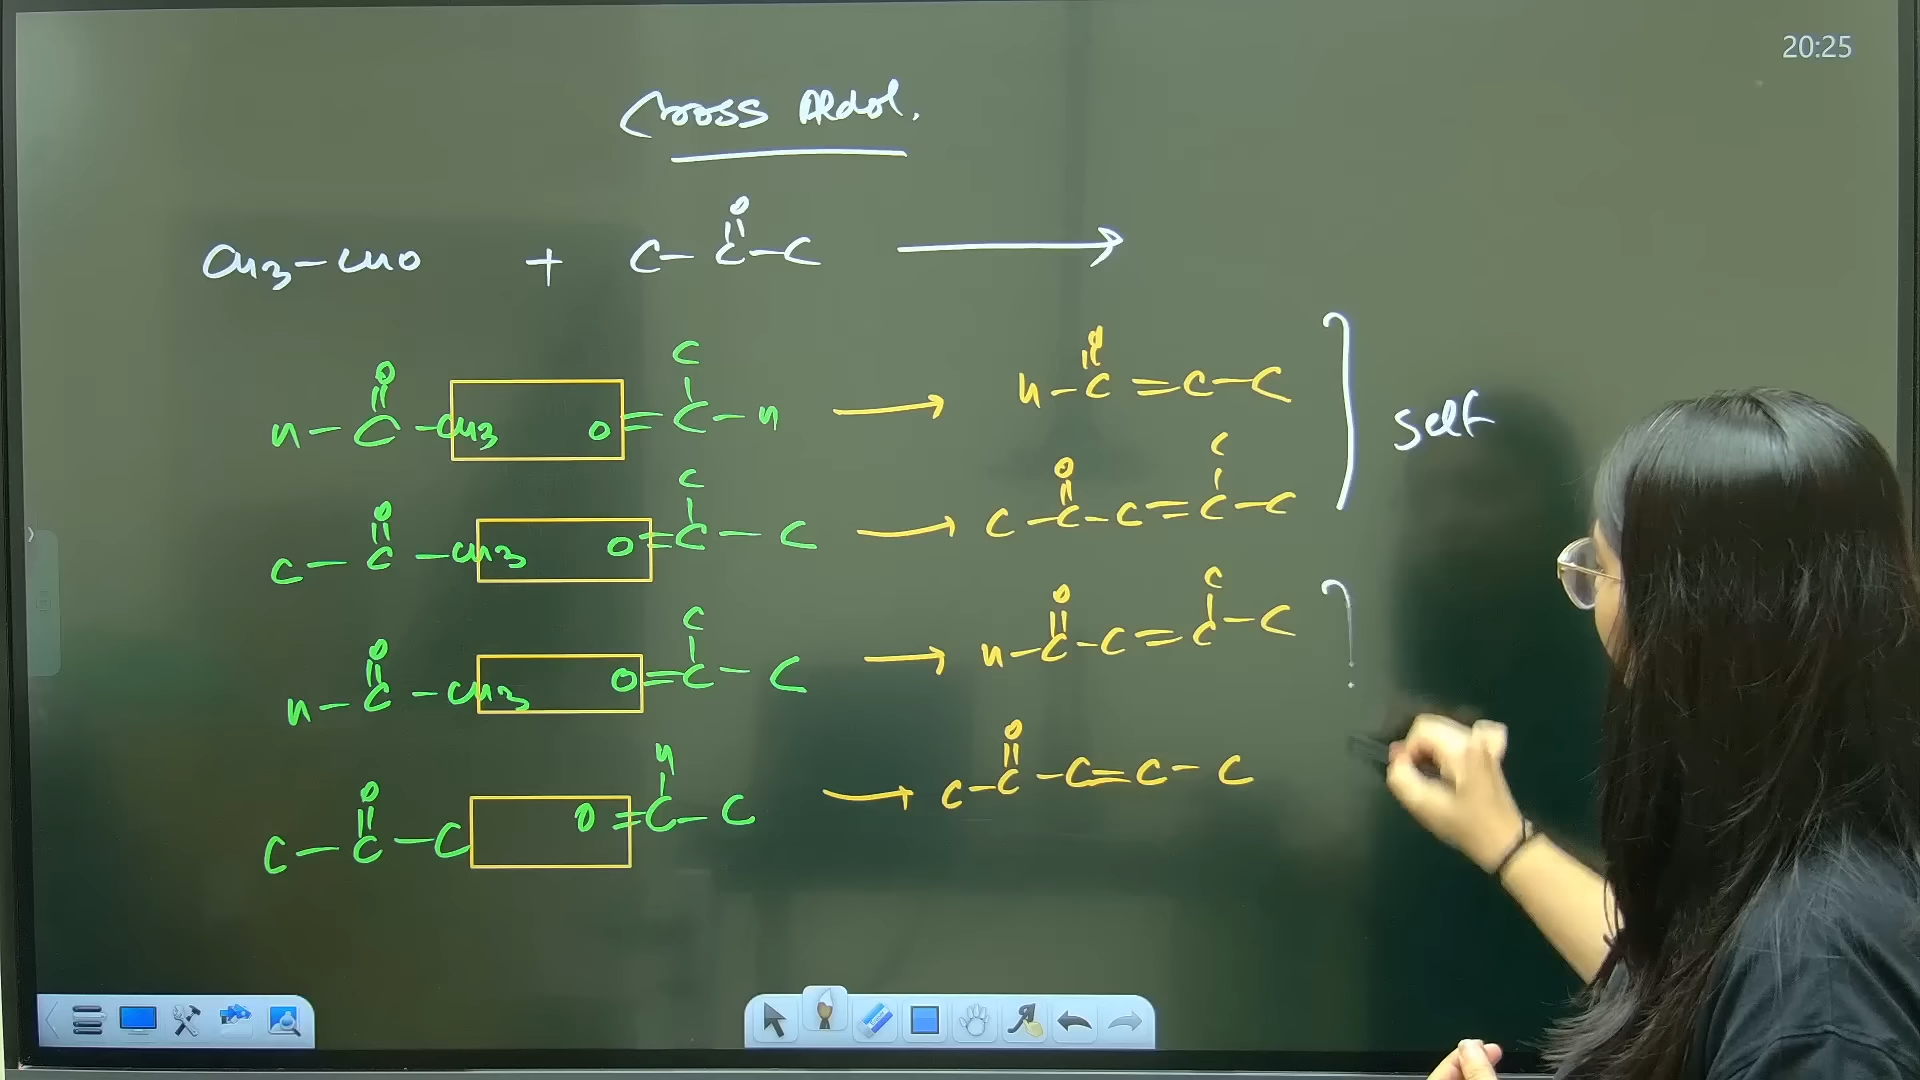 20:25
Cross Aldol.
O
CH3-CHO + C-C-C →
C
O O
H-C-CH3 O=C-H → H-C=C-C
C C
O O
C-C-CH3 O=C-C → C-C-C=C-C
Self
C C
O O
H-C-CH3 O=C-C → H-C-C=C-C
H
O O
C-C-C O=C-C → C-C-C=C-C